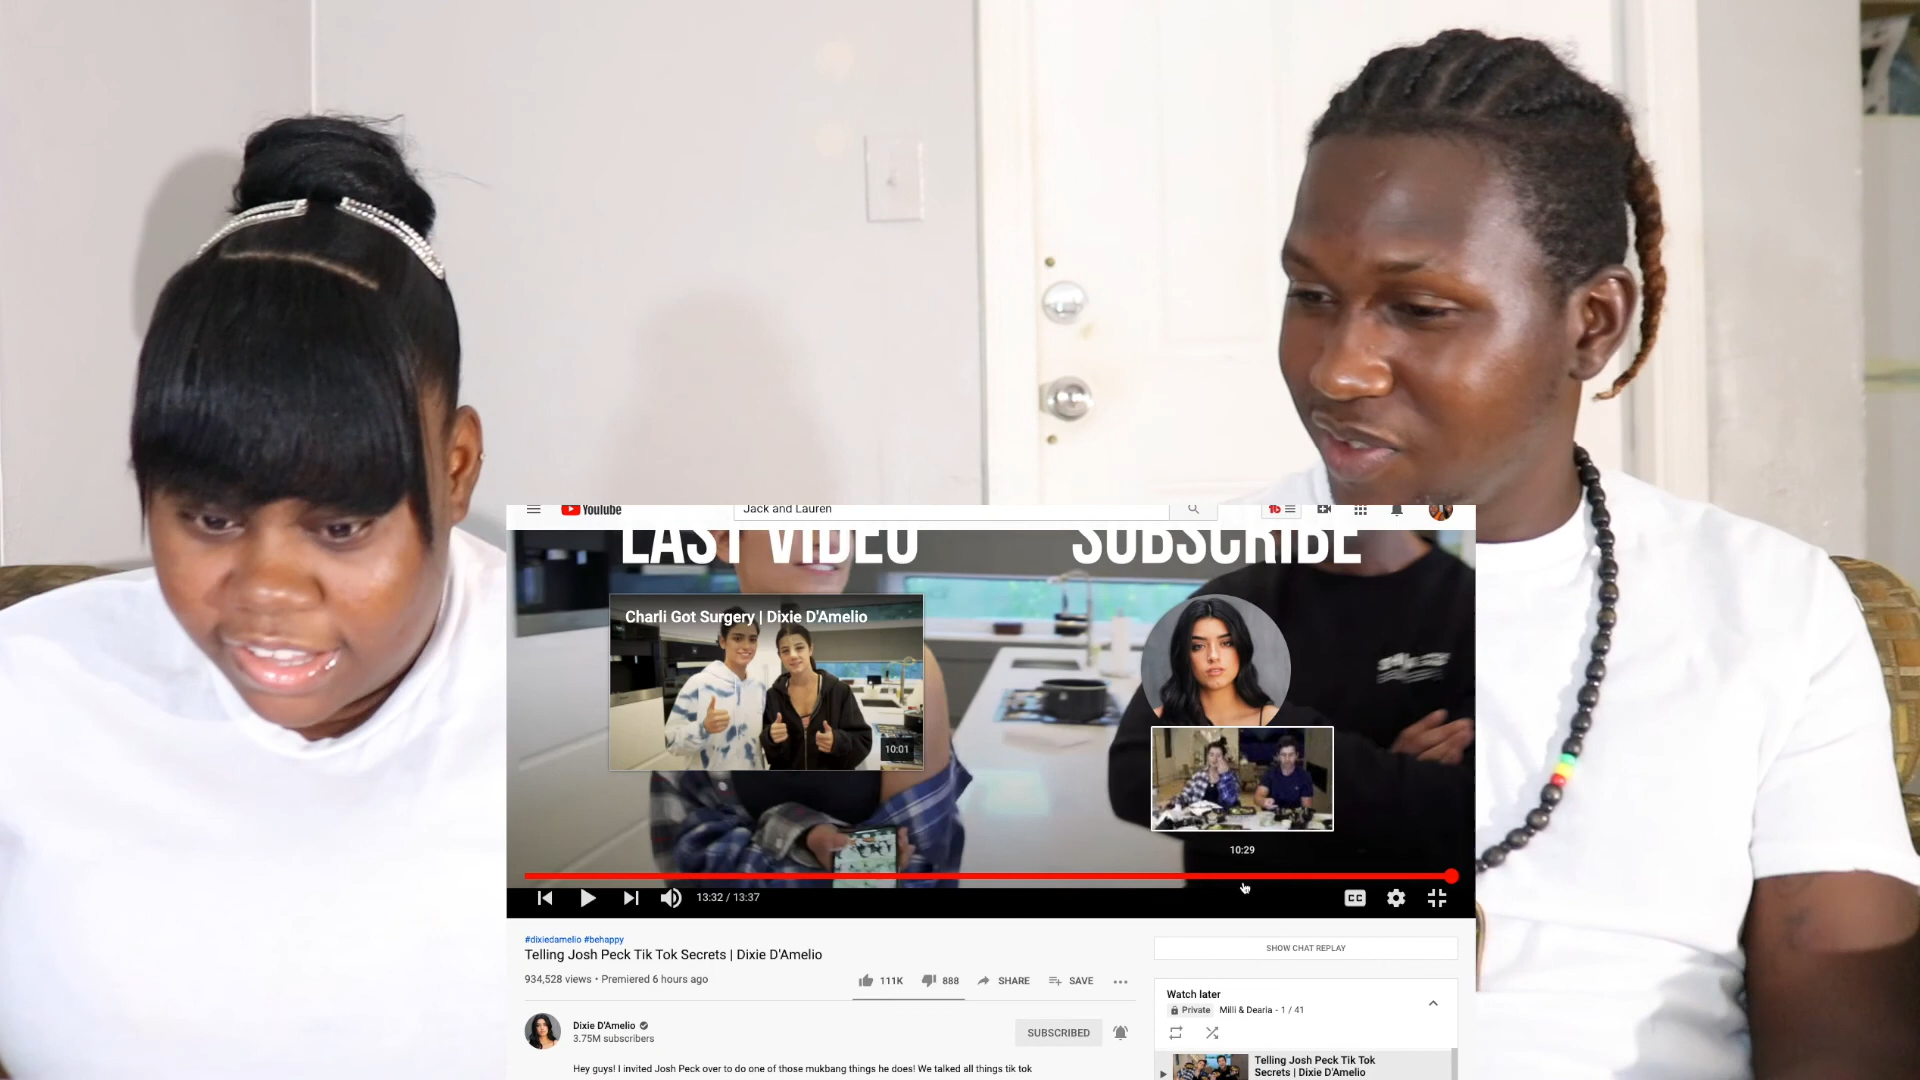 YouTube
Jack and Lauren
LAST VIDEO
SUBSCRIBE
Charli Got Surgery | Dixie D'Amelio
10:01
10:29
13:32 / 13:37
CC
#dixiedamelio #behappy
Telling Josh Peck Tik Tok Secrets | Dixie D'Amelio
934,528 views • Premiered 6 hours ago
111K
888
SHARE
SAVE
SHOW CHAT REPLAY
Watch later
Private Milli & Dearia - 1 / 41
Dixie D'Amelio
3.75M subscribers
SUBSCRIBED
Telling Josh Peck Tik Tok
Secrets | Dixie D'Amelio
Hey guys! I invited Josh Peck over to do one of those mukbang things he does! We talked all things tik tok